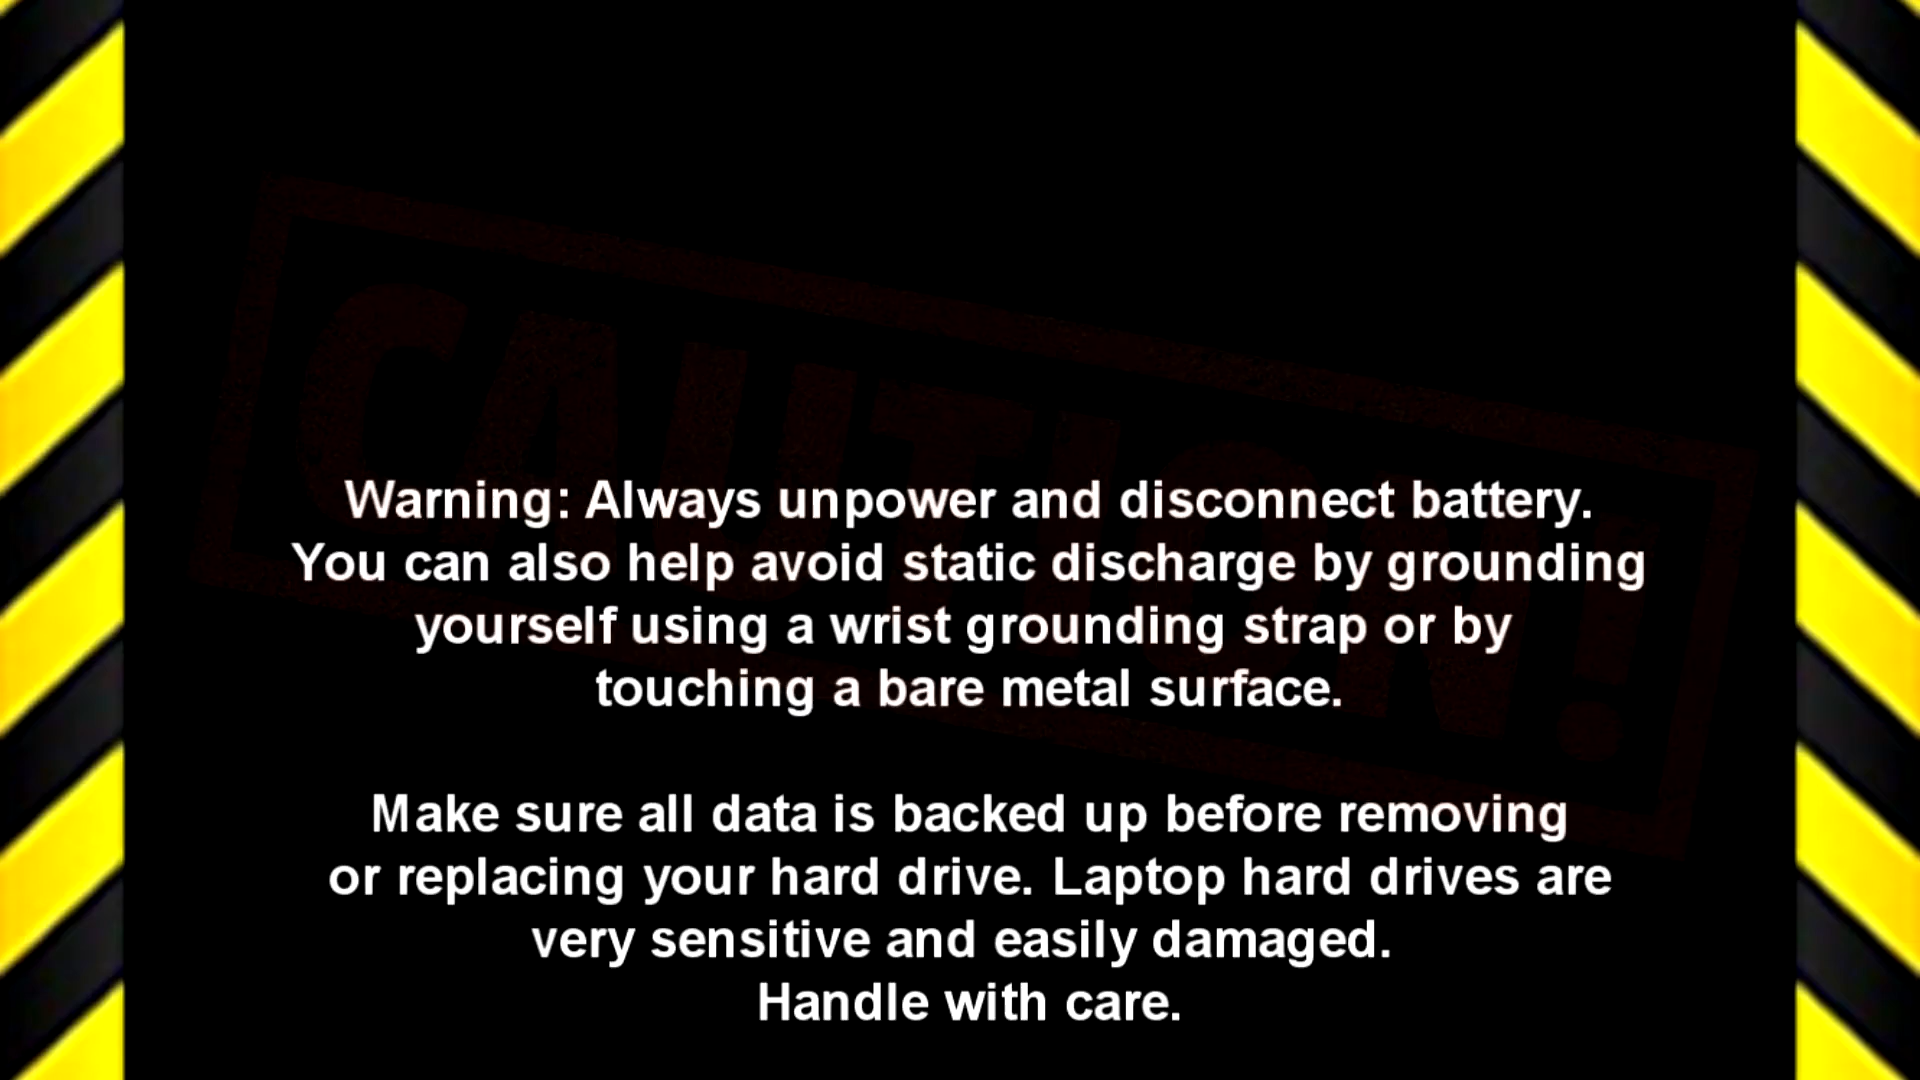 CAUTION!
Warning: Always unpower and disconnect battery.
You can also help avoid static discharge by grounding
yourself using a wrist grounding strap or by
touching a bare metal surface.
Make sure all data is backed up before removing
or replacing your hard drive. Laptop hard drives are
very sensitive and easily damaged.
Handle with care.